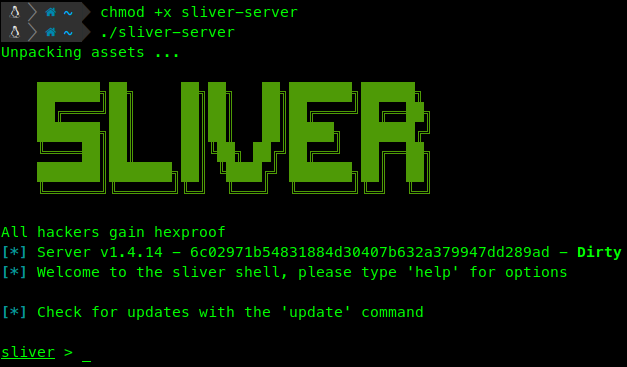 chmod +x sliver-server
./sliver-server
Unpacking assets ...
SLIVER
All hackers gain hexproof
[*] Server v1.4.14 - 6c02971b54831884d30407b632a379947dd289ad - Dirty
[*] Welcome to the sliver shell, please type 'help' for options
[*] Check for updates with the 'update' command
sliver > _